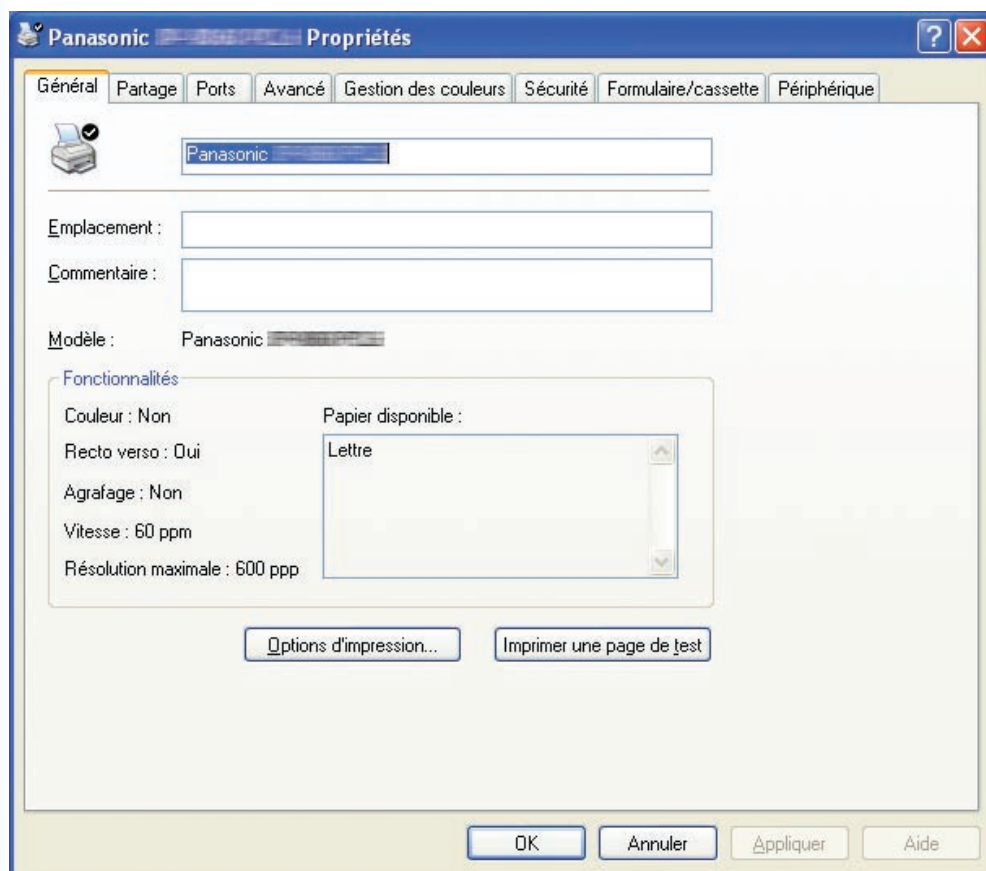 Panasonic Propriétés
Général Partage Ports Avancé Gestion des couleurs Sécurité Formulaire/cassette Périphérique
Panasonic
Emplacement :
Commentaire :
Modèle : Panasonic
Fonctionnalités
Couleur : Non
Papier disponible :
Recto verso : Oui
Lettre
Agrafage : Non
Vitesse : 60 ppm
Résolution maximale : 600 ppp
Options d'impression...
Imprimer une page de test
OK Annuler Appliquer Aide